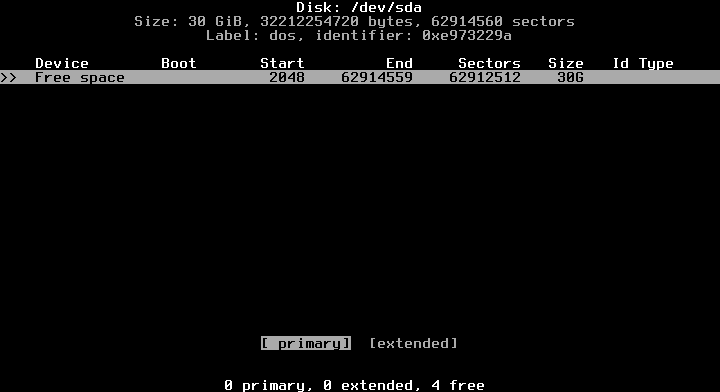 Disk: /dev/sda
Size: 30 GiB, 32212254720 bytes, 62914560 sectors
Label: dos, identifier: 0xe973229a
Device Boot Start End Sectors Size Id Type
>> Free space 2048 62914559 62912512 30G
[ primary] [extended]
0 primary, 0 extended, 4 free